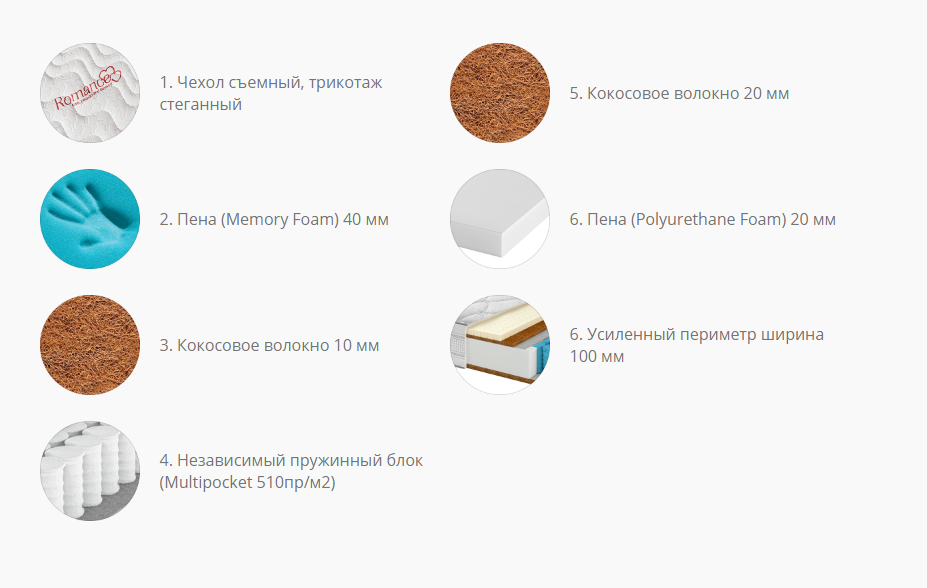 Romance
1. Чехол съемный, трикотаж
стеганный
2. Пена (Memory Foam) 40 мм
3. Кокосовое волокно 10 мм
4. Независимый пружинный блок
(Multipocket 510пр/м2)
5. Кокосовое волокно 20 мм
6. Пена (Polyurethane Foam) 20 мм
6. Усиленный периметр ширина
100 мм